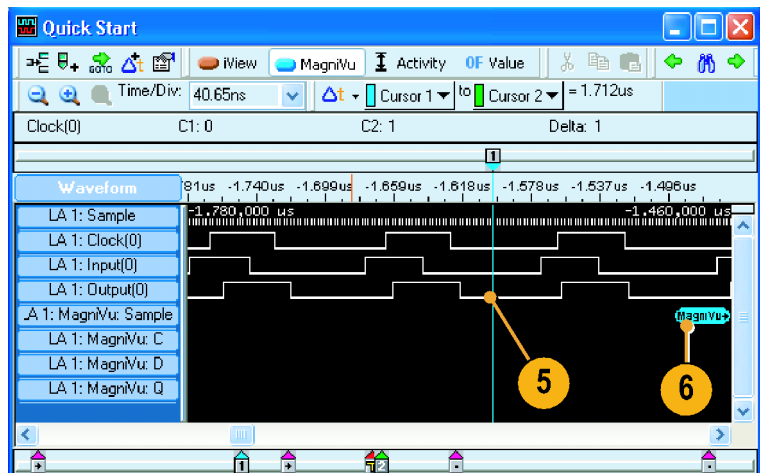 Quick Start
goto Δt iView MagniVu Activity 0F Value
Time/Div: 40.65ns Δt Cursor 1 to Cursor 2 = 1.712us
Clock(0) C1: 0 C2: 1 Delta: 1
1
Waveform 781us -1.740us -1.699us -1.659us -1.618us -1.578us -1.537us -1.496us
LA 1: Sample -1.780,000 us -1.460,000 us
LA 1: Clock(0)
LA 1: Input(0)
LA 1: Output(0)
.A 1: MagniVu: Sample MagniVu
LA 1: MagniVu: C
LA 1: MagniVu: D
LA 1: MagniVu: Q
5
6
1 2